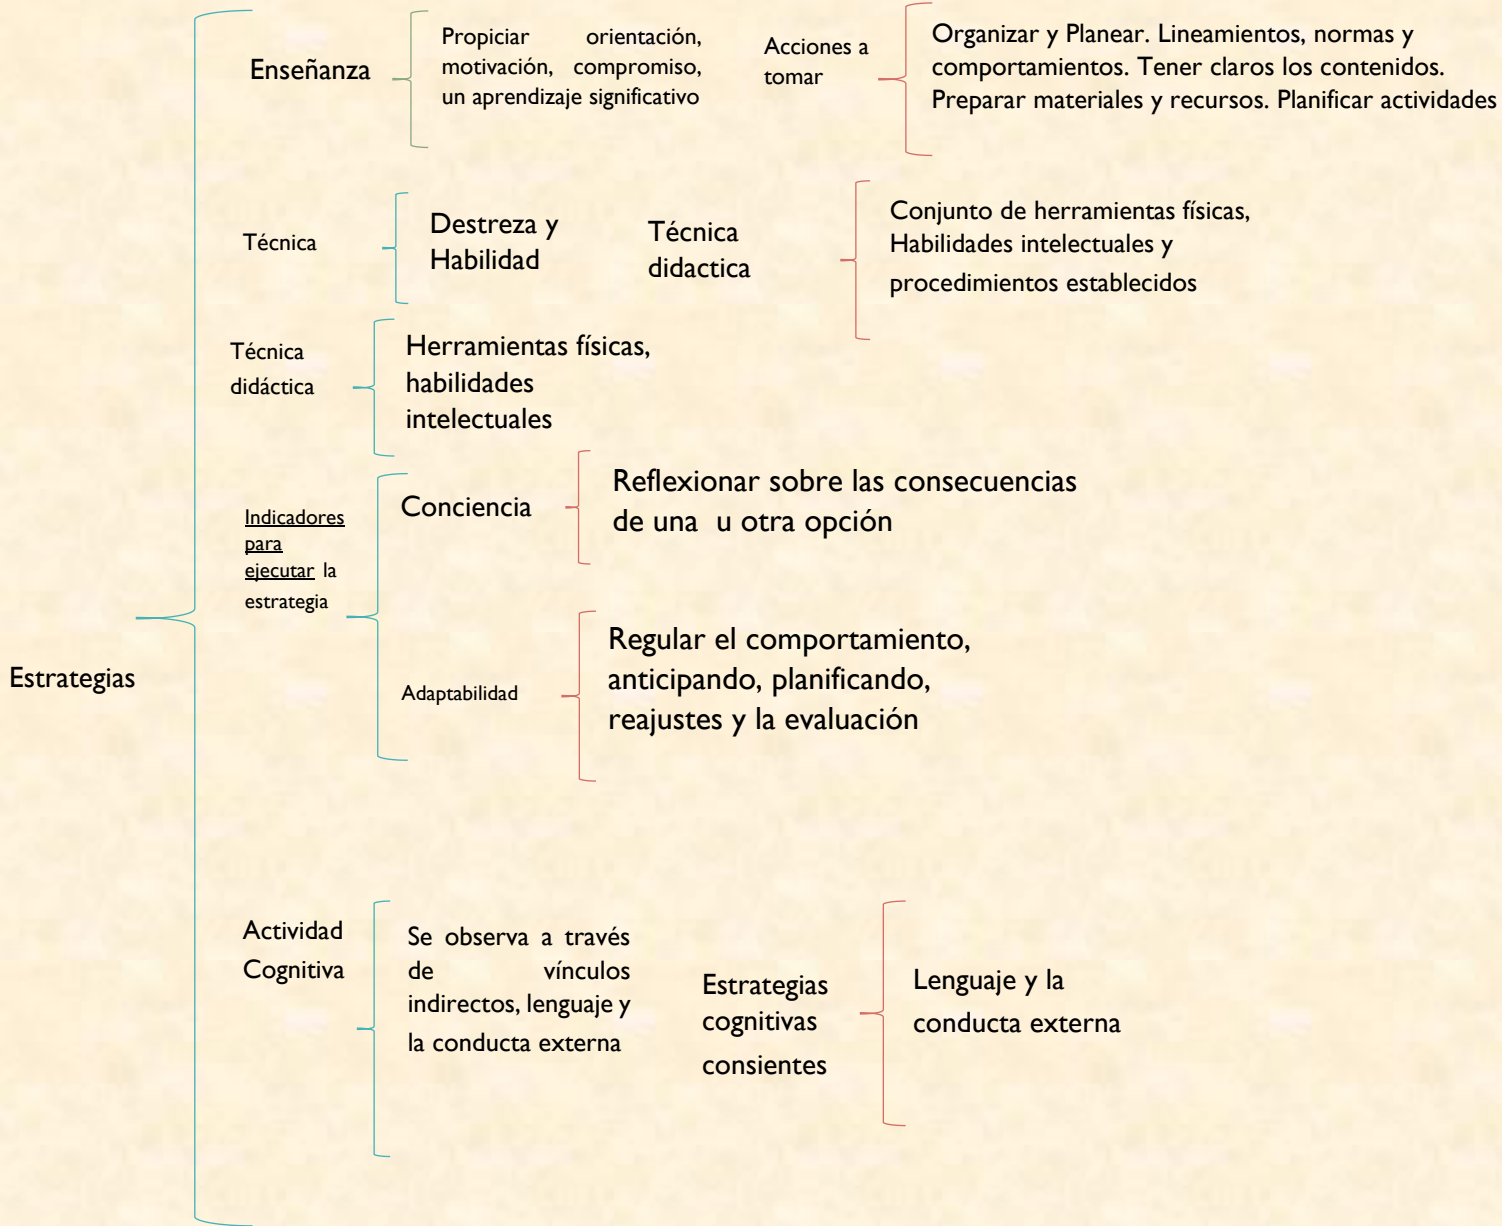 Enseñanza
Propiciar orientación,
motivación, compromiso,
un aprendizaje significativo
Acciones a
tomar
Organizar y Planear. Lineamientos, normas y
comportamientos. Tener claros los contenidos.
Preparar materiales y recursos. Planificar actividades
Técnica
Destreza y
Habilidad
Técnica
didactica
Conjunto de herramientas físicas,
Habilidades intelectuales y
procedimientos establecidos
Técnica
didáctica
Herramientas físicas,
habilidades
intelectuales
Indicadores
para
ejecutar la
estrategia
Conciencia
Reflexionar sobre las consecuencias
de una u otra opción
Adaptabilidad
Regular el comportamiento,
anticipando, planificando,
reajustes y la evaluación
Estrategias
Actividad
Cognitiva
Se observa a través
de vínculos
indirectos, lenguaje y
la conducta externa
Estrategias
cognitivas
consientes
Lenguaje y la
conducta externa